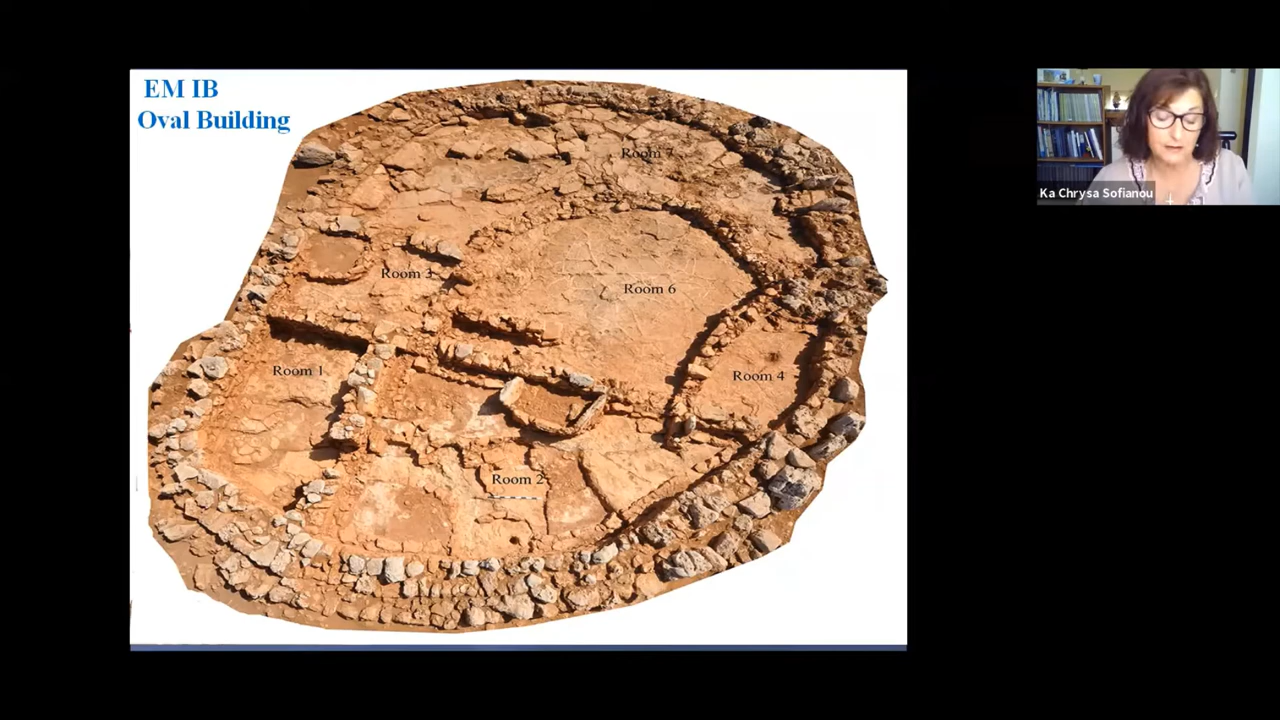 EM IB
Oval Building
Room 7
Room 3
Room 6
Room 1
Room 4
Room 2
Ka Chrysa Sofianou